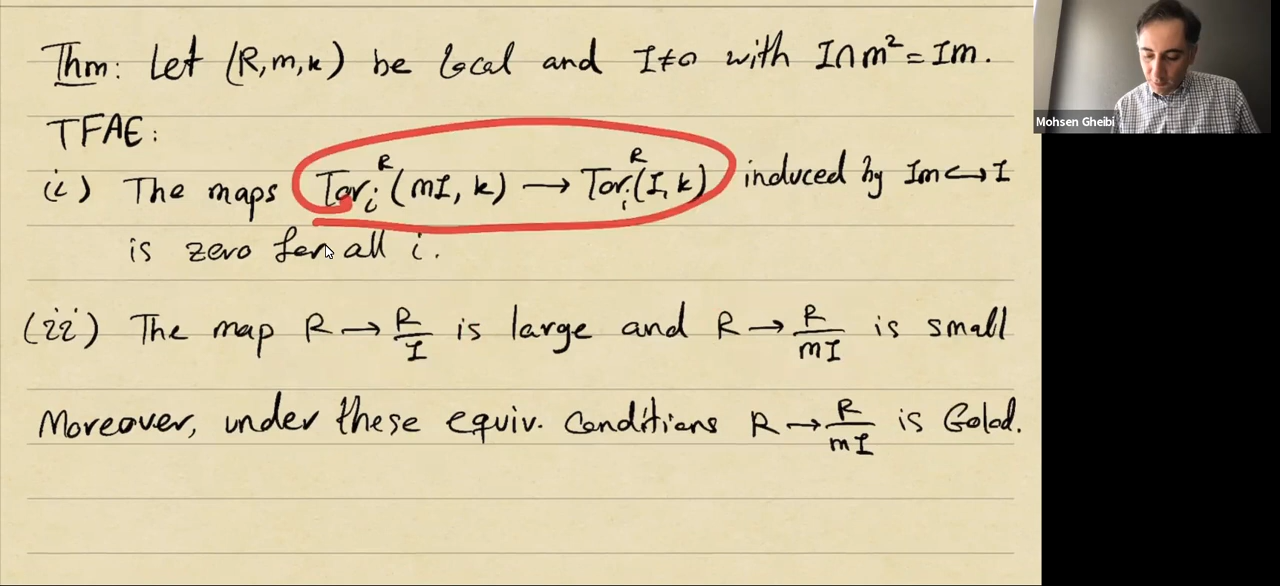 Thm: Let (R,m,k) be local and I≠0 with I∩m²=Im.
TFAE:
(i) The maps Torᵢᴿ(mI, k) → Torᵢᴿ(I, k) induced by Im↪I
is zero for all i.
(ii) The map R→R/I is large and R→R/mI is small
Moreover, under these equiv. Conditions R→R/mI is Golod.
Mohsen Gheibi